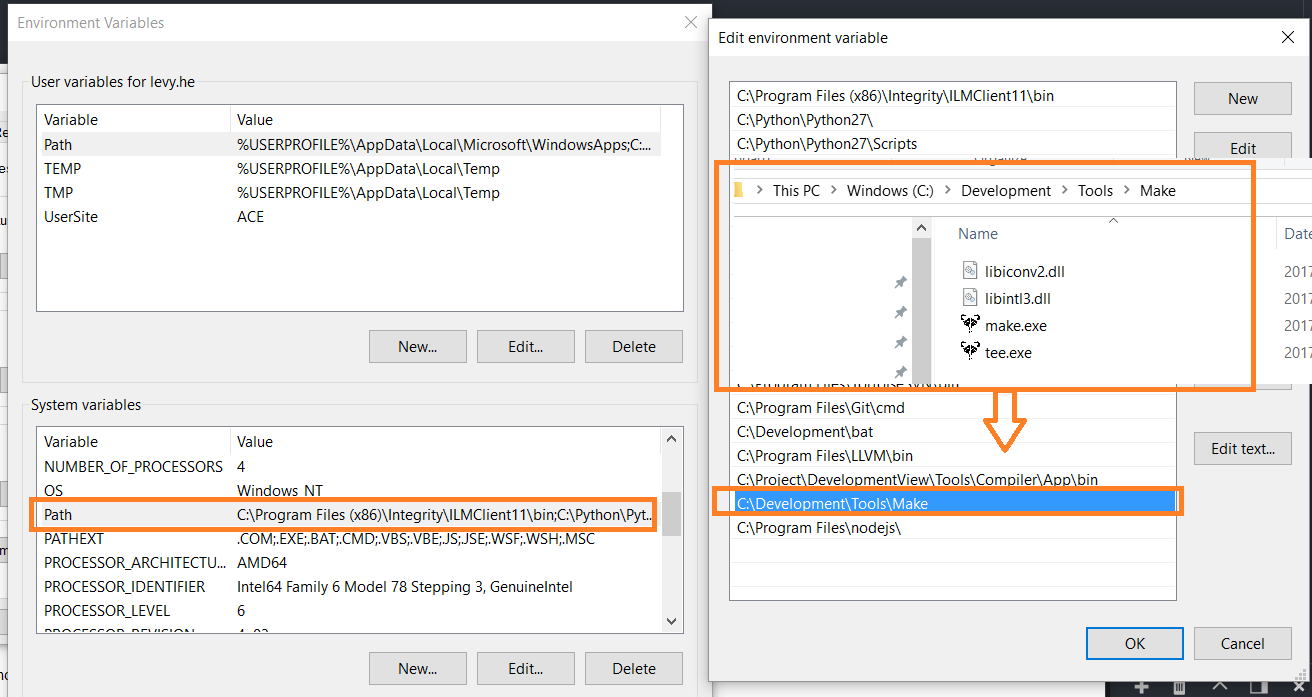 Environment Variables
User variables for levy.he
Variable Value
Path %USERPROFILE%\AppData\Local\Microsoft\WindowsApps;C:...
TEMP %USERPROFILE%\AppData\Local\Temp
TMP %USERPROFILE%\AppData\Local\Temp
UserSite ACE
New... Edit... Delete
System variables
Variable Value
NUMBER_OF_PROCESSORS 4
OS Windows_NT
Path C:\Program Files (x86)\Integrity\ILMClient11\bin;C:\Python\Pyt...
PATHEXT .COM;.EXE;.BAT;.CMD;.VBS;.VBE;.JS;.JSE;.WSF;.WSH;.MSC
PROCESSOR_ARCHITECTU... AMD64
PROCESSOR_IDENTIFIER Intel64 Family 6 Model 78 Stepping 3, GenuineIntel
PROCESSOR_LEVEL 6
PROCESSOR_REVISION
New... Edit... Delete
Edit environment variable
C:\Program Files (x86)\Integrity\ILMClient11\bin
C:\Python\Python27\
C:\Python\Python27\Scripts
New
Edit
Organize New
This PC > Windows (C:) > Development > Tools > Make
Name Date
libiconv2.dll 2017
libintl3.dll 2017
make.exe 2017
tee.exe 2017
C:\Program Files\Git\cmd
C:\Development\bat
C:\Program Files\LLVM\bin
C:\Project\DevelopmentView\Tools\Compiler\App\bin
C:\Development\Tools\Make
C:\Program Files\nodejs\
Edit text...
OK Cancel